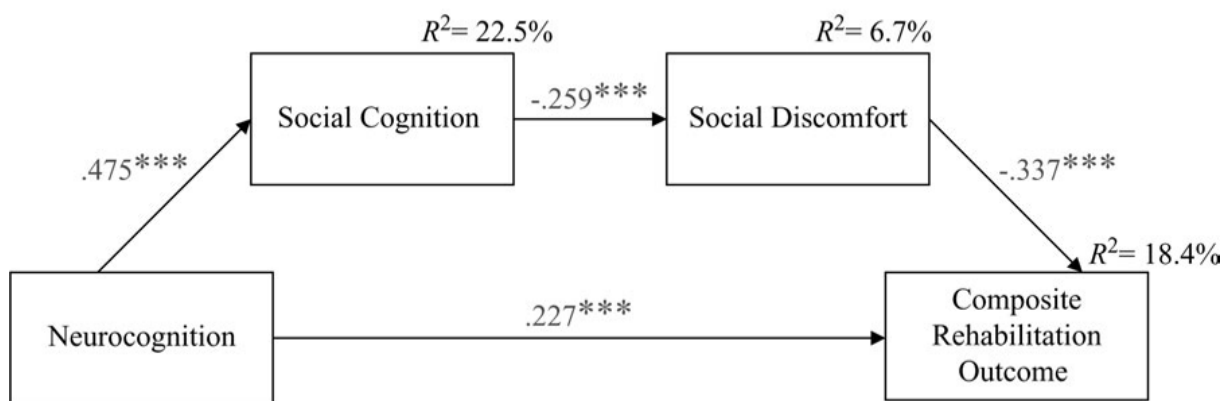 R²= 22.5%
R²= 6.7%
Social Cognition
-.259***
Social Discomfort
.475***
-.337***
R²= 18.4%
Neurocognition
.227***
Composite
Rehabilitation
Outcome